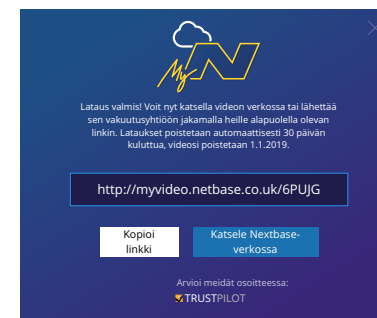 My N
Lataus valmis! Voit nyt katsella videon verkossa tai lähettää
sen vakuutusyhtiöön jakamalla heille alapuolella olevan
linkin. Lataukset poistetaan automaattisesti 30 päivän
kuluttua, videosi poistetaan 1.1.2019.
http://myvideo.netbase.co.uk/6PUJG
Kopioi
linkki
Katsele Nextbase-
verkossa
Arvioi meidät osoitteessa:
TRUSTPILOT